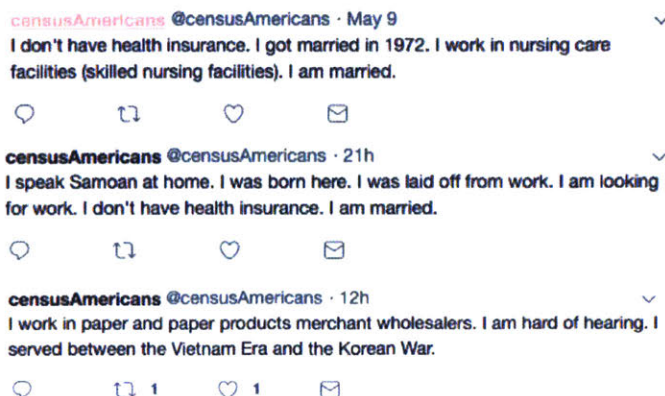 censusAmericans @censusAmericans · May 9
I don't have health insurance. I got married in 1972. I work in nursing care
facilities (skilled nursing facilities). I am married.
censusAmericans @censusAmericans · 21h
I speak Samoan at home. I was born here. I was laid off from work. I am looking
for work. I don't have health insurance. I am married.
censusAmericans @censusAmericans · 12h
I work in paper and paper products merchant wholesalers. I am hard of hearing. I
served between the Vietnam Era and the Korean War.
1 1